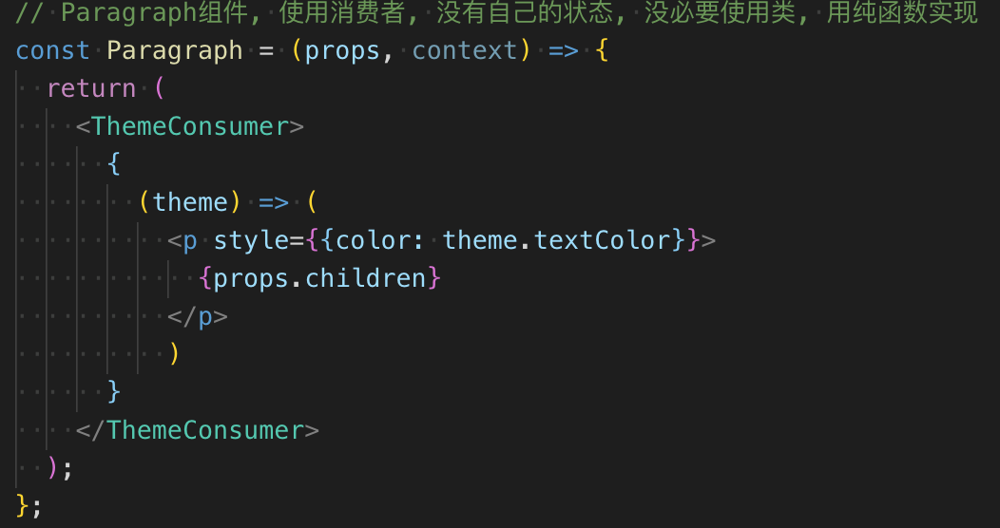 // Paragraph组件, 使用消费者, 没有自己的状态, 没必要使用类, 用纯函数实现
const Paragraph = (props, context) => {
  return (
    <ThemeConsumer>
      {
        (theme) => (
          <p style={{color: theme.textColor}}>
            {props.children}
          </p>
          )
      }
    </ThemeConsumer>
  );
};